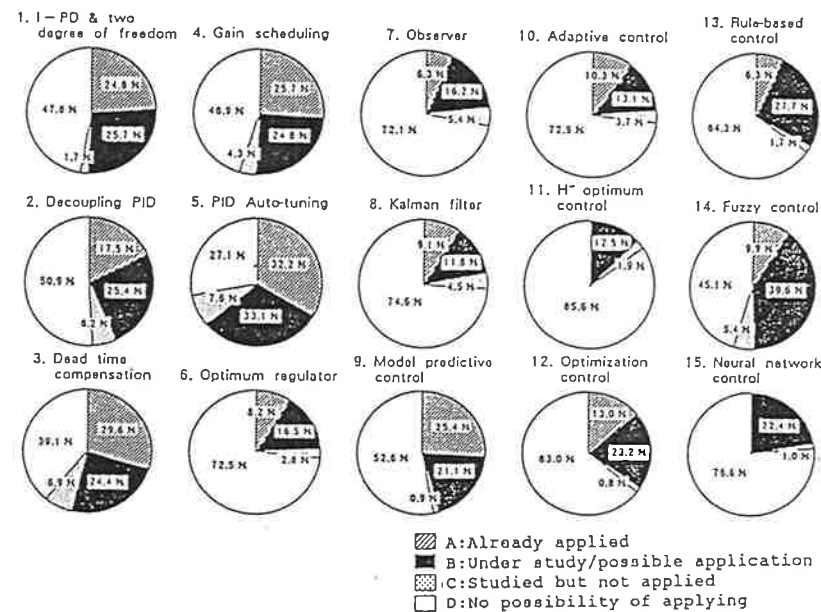 1. I-PD & two
degree of freedom
24.8 %
25.7 %
1.7 %
47.8 %
4. Gain scheduling
25.7 %
24.8 %
4.3 %
46.9 %
7. Observer
6.3 %
16.2 %
5.4 %
72.1 %
10. Adaptive control
10.3 %
13.1 %
3.7 %
72.9 %
13. Rule-based
control
6.3 %
27.7 %
1.7 %
64.3 %
2. Decoupling PID
17.5 %
25.4 %
6.2 %
50.9 %
5. PID Auto-tuning
32.2 %
33.1 %
7.6 %
27.1 %
8. Kalman filter
9.1 %
11.8 %
4.5 %
74.6 %
11. H∞ optimum
control
12.5 %
1.9 %
85.6 %
14. Fuzzy control
9.9 %
39.6 %
5.4 %
45.1 %
3. Dead time
compensation
29.6 %
24.4 %
6.9 %
39.1 %
6. Optimum regulator
8.2 %
16.5 %
2.8 %
72.5 %
9. Model predictive
control
25.4 %
21.1 %
0.9 %
52.6 %
12. Optimization
control
13.0 %
23.2 %
0.8 %
63.0 %
15. Neural network
control
22.4 %
1.0 %
76.6 %
A:Already applied
B:Under study/possible application
C:Studied but not applied
D:No possibility of applying